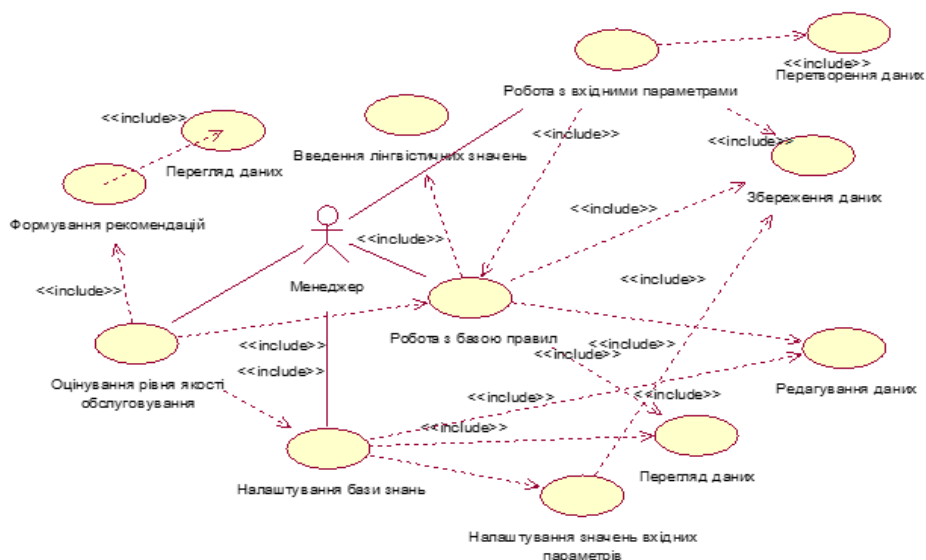 <<include>>
Перетворення даних
Робота з вхідними параметрами
<<include>>
Перегляд даних
Введення лінгвістичних значень
<<include>>
<<include>>
Збереження даних
Формування рекомендацій
<<include>>
<<include>>
<<include>>
Менеджер
<<include>>
<<include>>
Робота з базою правил
<<include>>
<<include>>
Оцінування рівня якості
обслуговування
<<include>>
Редагування даних
<<include>>
<<include>>
<<include>>
Перегляд даних
Налаштування бази знань
Налаштування значень вхідних
параметрів